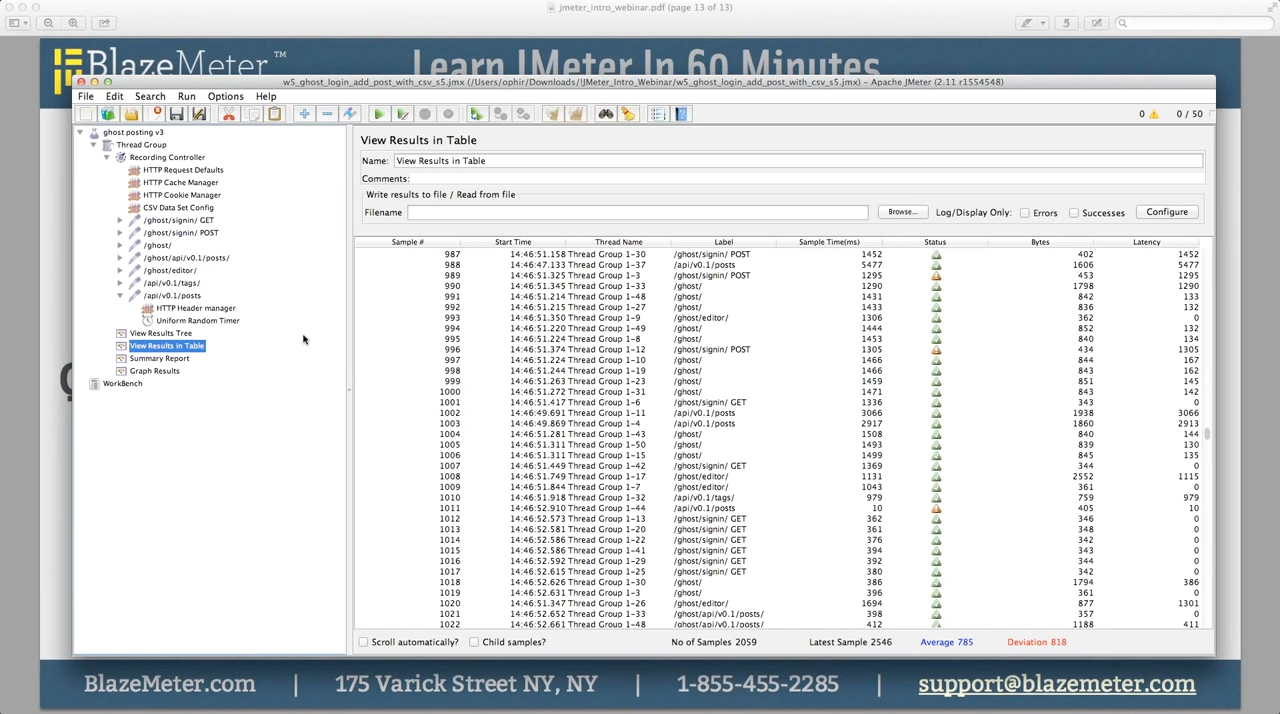 jmeter_intro_webinar.pdf (page 13 of 13)
BlazeMeter™
Learn JMeter In 60 Minutes
w5_ghost_login_add_post_with_csv_s5.jmx (/Users/ophir/Downloads/!JMeter_Intro_Webinar/w5_ghost_login_add_post_with_csv_s5.jmx) - Apache JMeter (2.11 r1554548)
File Edit Search Run Options Help
0 0 / 50
ghost posting v3
Thread Group
Recording Controller
HTTP Request Defaults
HTTP Cache Manager
HTTP Cookie Manager
CSV Data Set Config
/ghost/signin/ GET
/ghost/signin/ POST
/ghost/
/ghost/api/v0.1/posts/
/ghost/editor/
/api/v0.1/tags/
/api/v0.1/posts
HTTP Header manager
Uniform Random Timer
View Results Tree
View Results in Table
Summary Report
Graph Results
WorkBench
View Results in Table
Name: View Results in Table
Comments:
Write results to file / Read from file
Filename Browse... Log/Display Only: Errors Successes Configure
Sample # Start Time Thread Name Label Sample Time(ms) Status Bytes Latency
987 14:46:51.158 Thread Group 1-30 /ghost/signin/ POST 1452 402 1452
988 14:46:47.133 Thread Group 1-37 /api/v0.1/posts 5477 1606 5477
989 14:46:51.325 Thread Group 1-3 /ghost/signin/ POST 1295 453 1295
990 14:46:51.345 Thread Group 1-33 /ghost/ 1290 1798 1290
991 14:46:51.214 Thread Group 1-48 /ghost/ 1431 842 133
992 14:46:51.215 Thread Group 1-27 /ghost/ 1433 836 132
993 14:46:51.350 Thread Group 1-9 /ghost/editor/ 1306 362 0
994 14:46:51.220 Thread Group 1-49 /ghost/ 1444 852 132
995 14:46:51.224 Thread Group 1-8 /ghost/ 1453 840 134
996 14:46:51.374 Thread Group 1-12 /ghost/signin/ POST 1305 434 1305
997 14:46:51.224 Thread Group 1-10 /ghost/ 1466 844 167
998 14:46:51.244 Thread Group 1-19 /ghost/ 1466 843 162
999 14:46:51.263 Thread Group 1-23 /ghost/ 1459 851 145
1000 14:46:51.272 Thread Group 1-31 /ghost/ 1471 843 142
1001 14:46:51.417 Thread Group 1-6 /ghost/signin/ GET 1336 343 0
1002 14:46:49.691 Thread Group 1-11 /api/v0.1/posts 3066 1938 3066
1003 14:46:49.869 Thread Group 1-4 /api/v0.1/posts 2917 1860 2913
1004 14:46:51.281 Thread Group 1-43 /ghost/ 1508 840 144
1005 14:46:51.311 Thread Group 1-50 /ghost/ 1493 839 130
1006 14:46:51.311 Thread Group 1-15 /ghost/ 1499 845 135
1007 14:46:51.449 Thread Group 1-42 /ghost/signin/ GET 1369 344 0
1008 14:46:51.749 Thread Group 1-17 /ghost/editor/ 1131 2552 1115
1009 14:46:51.844 Thread Group 1-7 /ghost/editor/ 1043 361 0
1010 14:46:51.918 Thread Group 1-32 /api/v0.1/tags/ 979 759 979
1011 14:46:52.910 Thread Group 1-44 /api/v0.1/posts 10 405 10
1012 14:46:52.573 Thread Group 1-13 /ghost/signin/ GET 362 346 0
1013 14:46:52.581 Thread Group 1-20 /ghost/signin/ GET 361 348 0
1014 14:46:52.586 Thread Group 1-22 /ghost/signin/ GET 376 342 0
1015 14:46:52.586 Thread Group 1-41 /ghost/signin/ GET 394 343 0
1016 14:46:52.592 Thread Group 1-29 /ghost/signin/ GET 392 344 0
1017 14:46:52.615 Thread Group 1-25 /ghost/signin/ GET 380 342 0
1018 14:46:52.626 Thread Group 1-30 /ghost/ 386 1794 386
1019 14:46:52.631 Thread Group 1-3 /ghost/ 396 361 0
1020 14:46:51.347 Thread Group 1-26 /ghost/editor/ 1694 877 1301
1021 14:46:52.652 Thread Group 1-33 /ghost/api/v0.1/posts/ 398 357 0
1022 14:46:52.661 Thread Group 1-48 /ghost/api/v0.1/posts/ 412 1188 411
Scroll automatically? Child samples? No of Samples 2059 Latest Sample 2546 Average 785 Deviation 818
BlazeMeter.com | 175 Varick Street NY, NY | 1-855-455-2285 | support@blazemeter.com